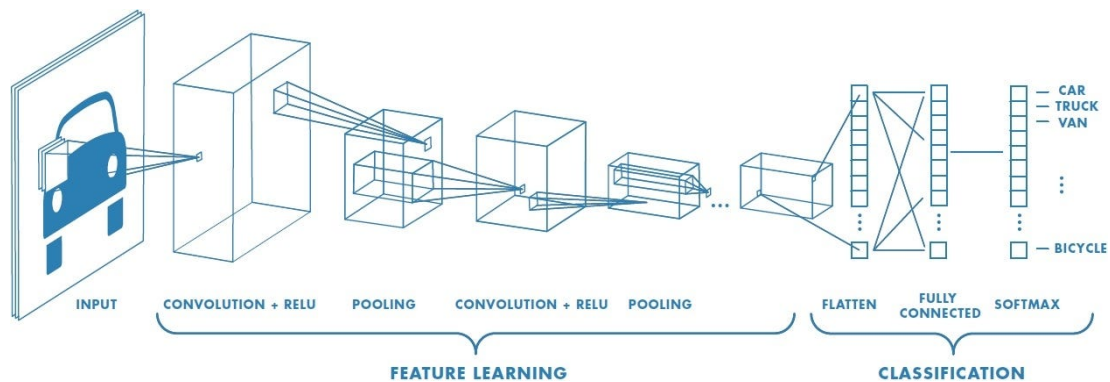 CAR
TRUCK
VAN
BICYCLE
INPUT
CONVOLUTION + RELU
POOLING
CONVOLUTION + RELU
POOLING
FLATTEN
FULLY
CONNECTED
SOFTMAX
FEATURE LEARNING
CLASSIFICATION